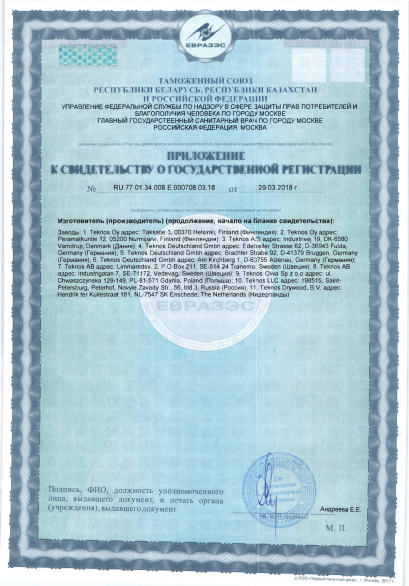 ЕВРАЗЭС
ТАМОЖЕННЫЙ СОЮЗ
РЕСПУБЛИКИ БЕЛАРУСЬ, РЕСПУБЛИКИ КАЗАХСТАН
И РОССИЙСКОЙ ФЕДЕРАЦИИ
УПРАВЛЕНИЕ ФЕДЕРАЛЬНОЙ СЛУЖБЫ ПО НАДЗОРУ В СФЕРЕ ЗАЩИТЫ ПРАВ ПОТРЕБИТЕЛЕЙ И
БЛАГОПОЛУЧИЯ ЧЕЛОВЕКА ПО ГОРОДУ МОСКВЕ
ГЛАВНЫЙ ГОСУДАРСТВЕННЫЙ САНИТАРНЫЙ ВРАЧ ПО ГОРОДУ МОСКВЕ
РОССИЙСКАЯ ФЕДЕРАЦИЯ, МОСКВА
ПРИЛОЖЕНИЕ
К СВИДЕТЕЛЬСТВУ О ГОСУДАРСТВЕННОЙ РЕГИСТРАЦИИ
№ RU.77.01.34.008.Е.000708.03.18 от 29.03.2018 г.
Изготовитель (производитель) (продолжение, начало на бланке свидетельства):
Заводы: 1. Teknos Oy адрес: Takkatie 3, 00370 Helsinki, Finland (Финляндия); 2. Teknos Oy адрес:
Perämatkuntie 12, 05200 Nurmijarvi, Finland (Финляндия); 3. Teknos A/S адрес: Industrivej 19, DK-6580
Vamdrup, Denmark (Дания); 4. Teknos Deutschland GmbH адрес: Edelzeller Strasse 62, D-36043 Fulda,
Germany (Германия); 5. Teknos Deutschland GmbH адрес: Brachter Straße 92, D-41379 Bruggen, Germany
(Германия); 6. Teknos Deutschland GmbH адрес: Am Kirchberg 1, D-63755 Alzenau, Germany (Германия);
7. Teknos AB адрес: Limmaredsv. 2, P.O Box 211, SE-514 24 Tranemo, Sweden (Швеция); 8. Teknos AB
адрес: Industrigatan 7, SE-71172, Vedevag, Sweden (Швеция); 9. Teknos Oliva Sp z o.o адрес: ul.
Chwaszczynska 129-149, PL-81-571 Gdynia, Poland (Польша); 10. Teknos LLC адрес: 198515, Saint-
Petersburg, Peterhof, Novyie Zavody Str., 56, bld.3, Russia (Россия); 11. Teknos Drywood, B.V. адрес:
Hendrik ter Kuilestraat 181, NL-7547 SK Enschede, The Netherlands (Нидерланды)
ЕВРАЗЭС
Подпись, ФИО, должность уполномоченного
лица, выдавшего документ, и печать органа
(учреждения), выдавшего документ
Андреева Е.Е.
М. П.